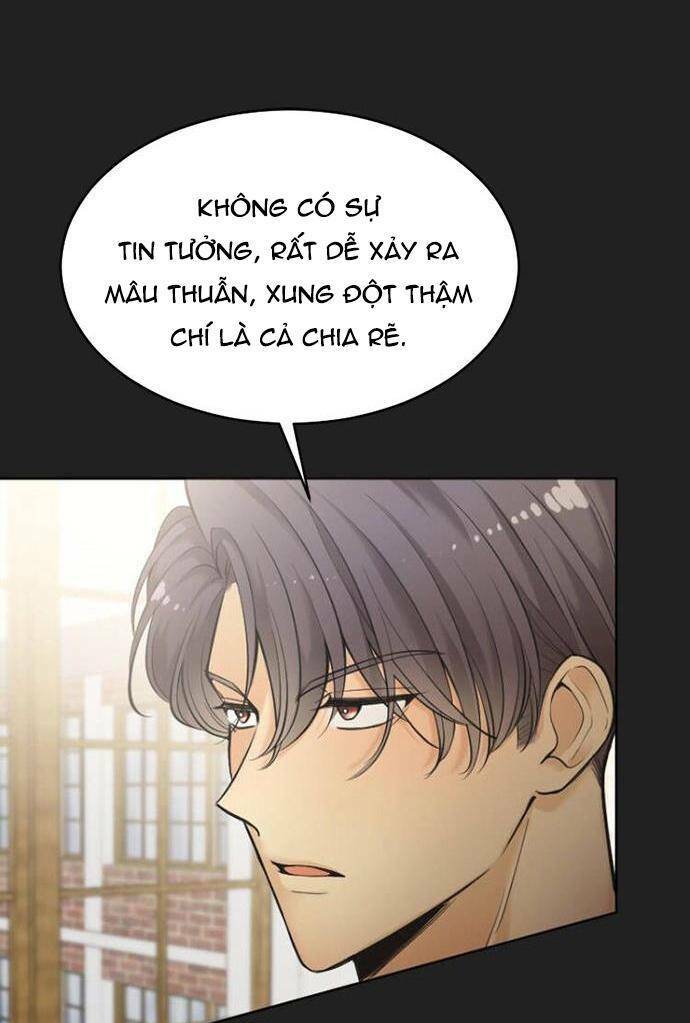 KHÔNG CÓ SỰ
TIN TƯỞNG, RẤT DỄ XẢY RA
MÂU THUẪN, XUNG ĐỘT THẬM
CHÍ LÀ CẢ CHIA RẼ.